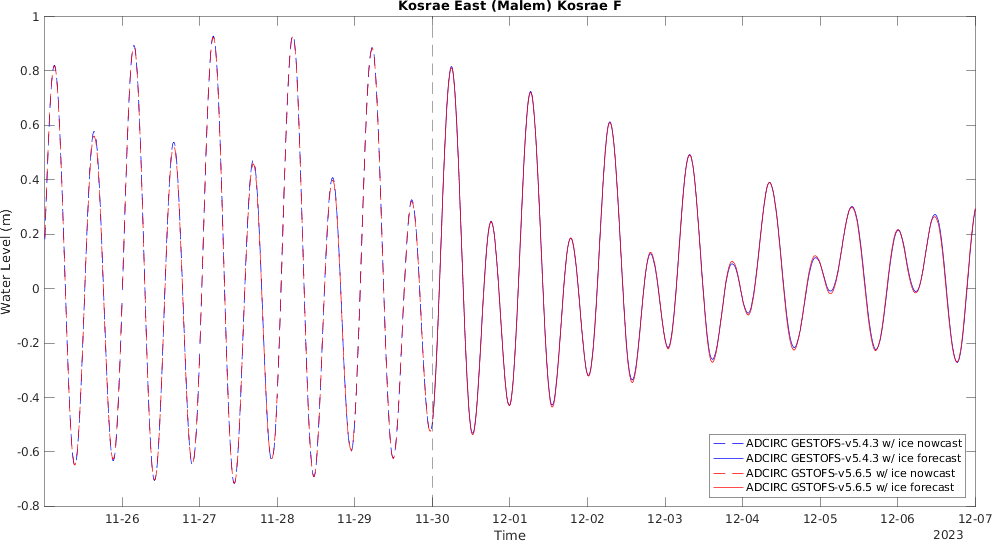 Kosrae East (Malem) Kosrae F
1
0.8
0.6
0.4
0.2
0
-0.2
-0.4
-0.6
-0.8
Water Level (m)
11-26 11-27 11-28 11-29 11-30 12-01 12-02 12-03 12-04 12-05 12-06 12-07
Time
2023
ADCIRC GESTOFS-v5.4.3 w/ ice nowcast
ADCIRC GESTOFS-v5.4.3 w/ ice forecast
ADCIRC GSTOFS-v5.6.5 w/ ice nowcast
ADCIRC GSTOFS-v5.6.5 w/ ice forecast